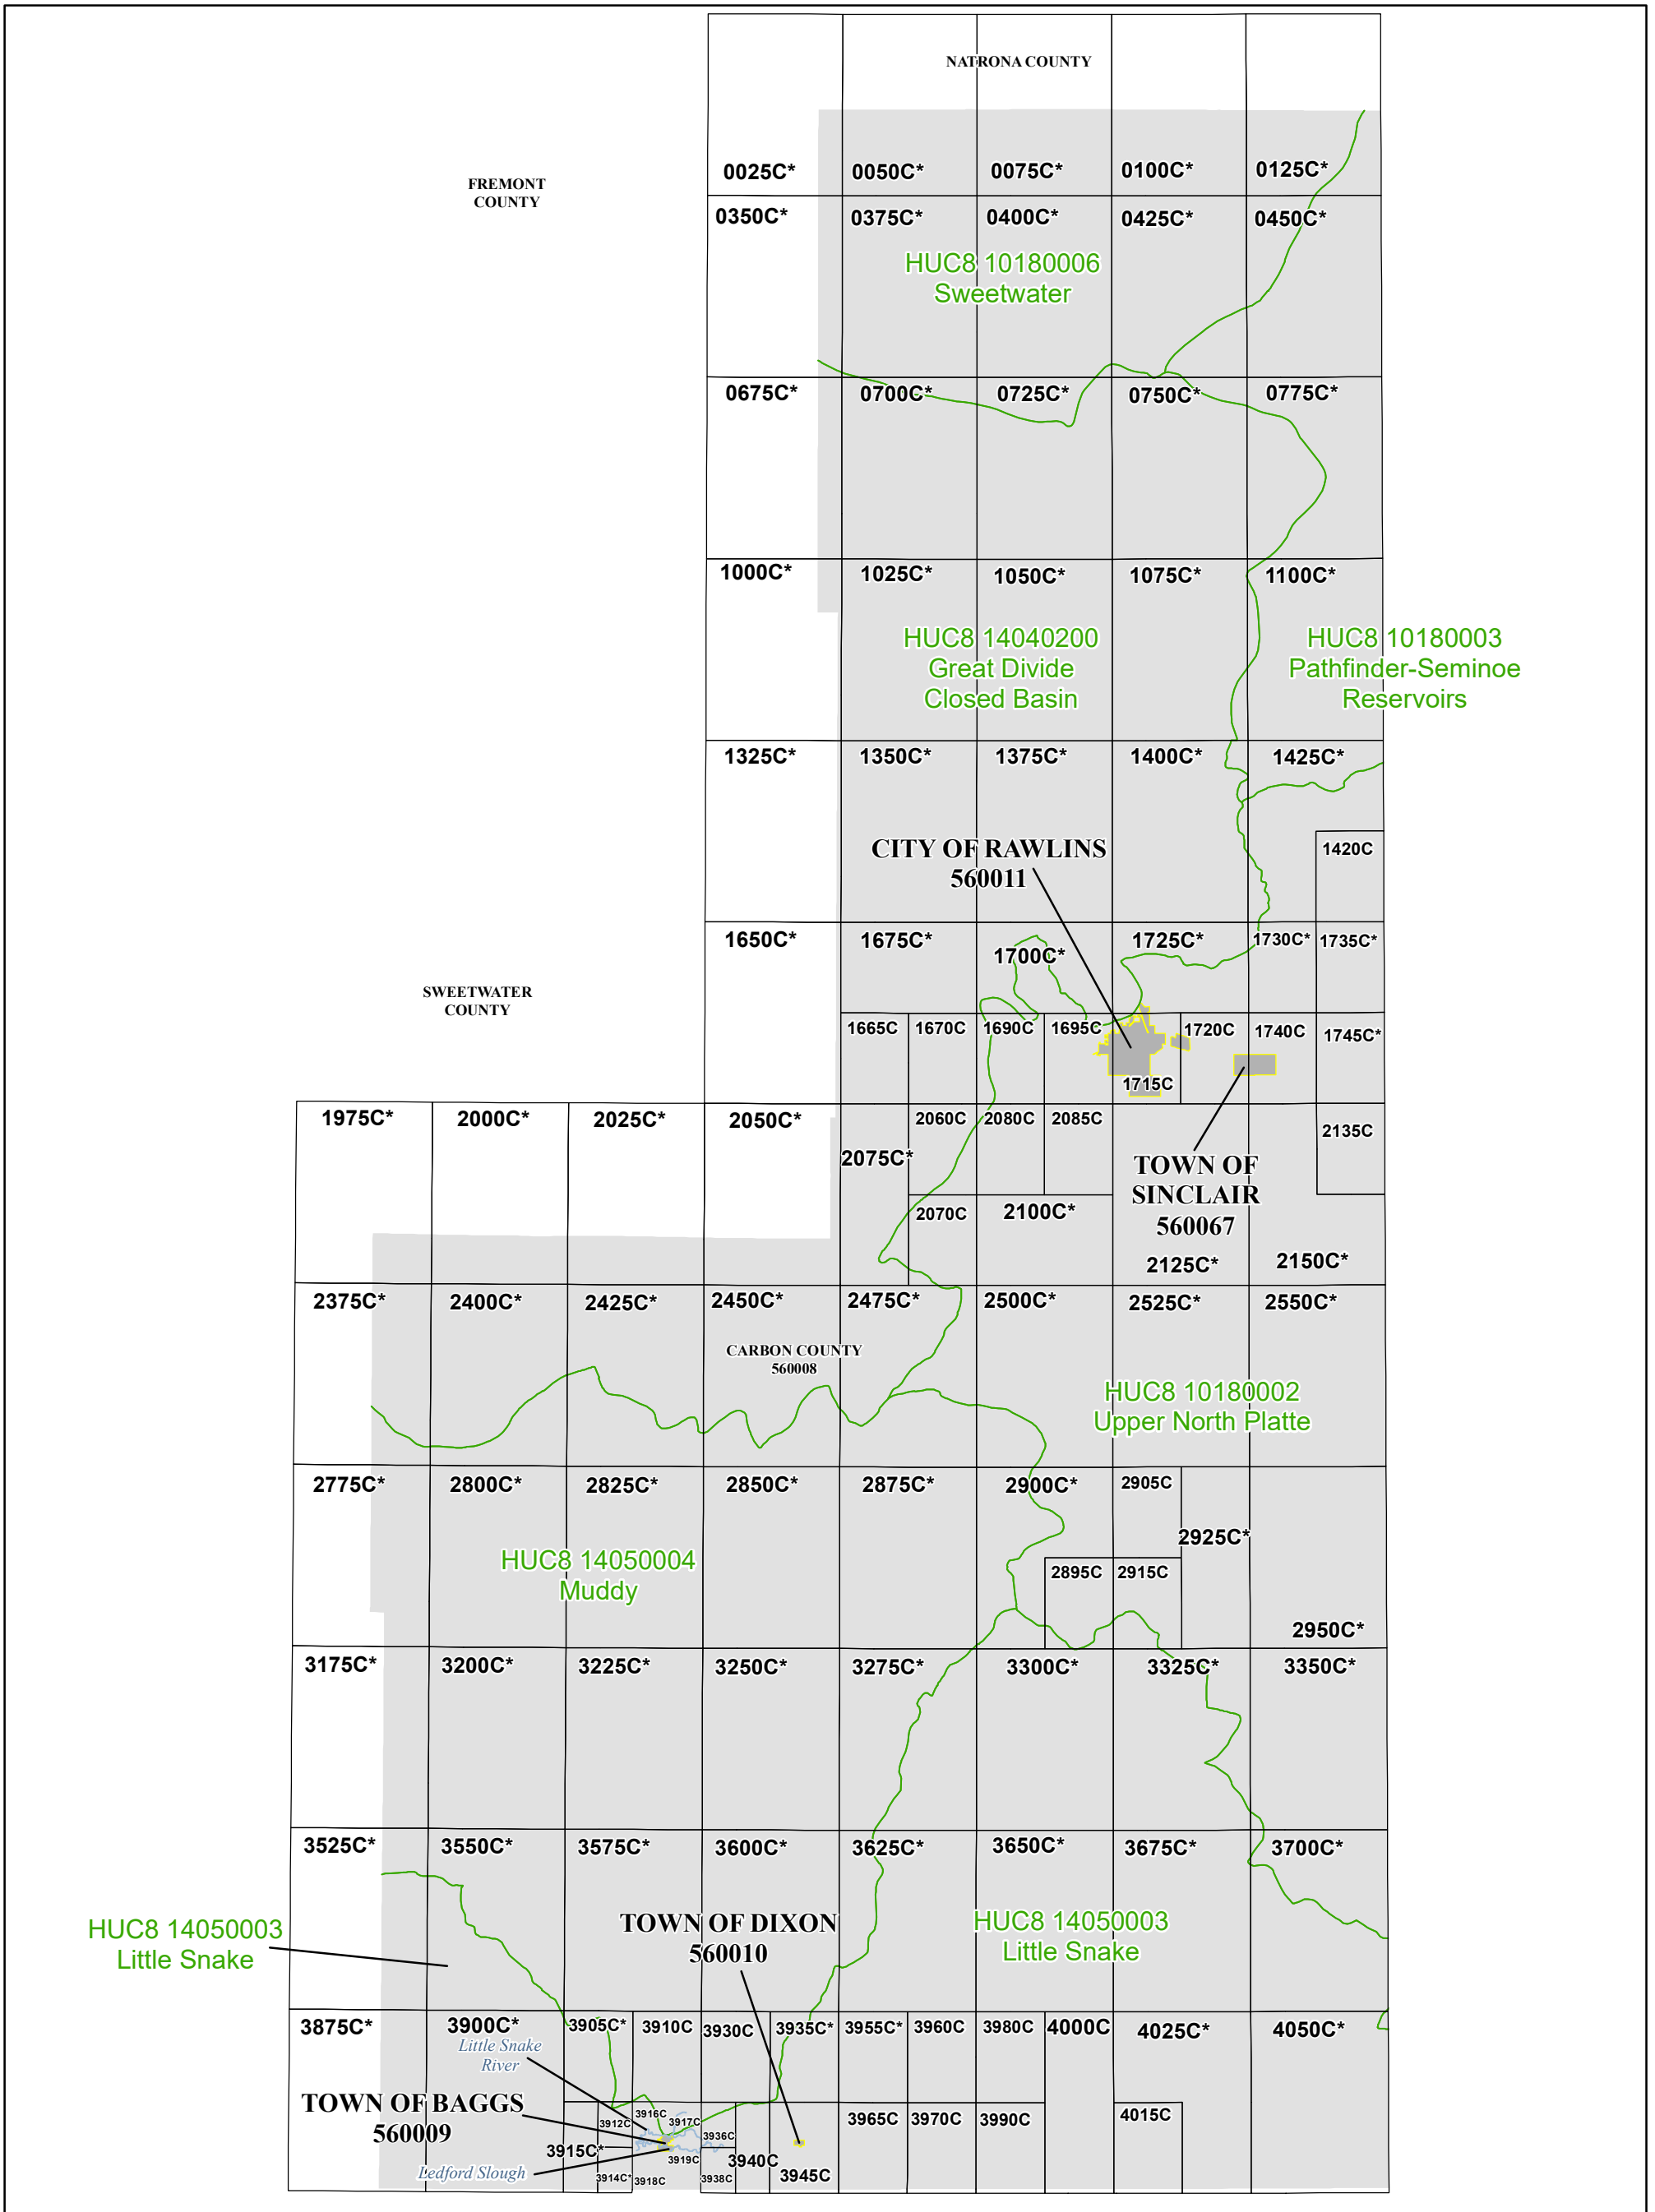 NATRONA COUNTY
0025C*
0050C*
0075C*
0100C*
0125C*
FREMONT
COUNTY
0350C*
0375C*
0400C*
0425C*
0450C*
HUC8 10180006
Sweetwater
0675C*
0700C*
0725C*
0750C*
0775C*
1000C*
1025C*
1050C*
1075C*
1100C*
HUC8 14040200
Great Divide
Closed Basin
HUC8 10180003
Pathfinder-Seminoe
Reservoirs
1325C*
1350C*
1375C*
1400C*
1425C*
CITY OF RAWLINS
560011
1420C
1650C*
1675C*
1700C*
1725C*
1730C*
1735C*
SWEETWATER
COUNTY
1665C
1670C
1690C
1695C
1720C
1740C
1745C*
1715C
1975C*
2000C*
2025C*
2050C*
2060C
2080C
2085C
2135C
2075C*
TOWN OF
SINCLAIR
560067
2070C
2100C*
2125C*
2150C*
2375C*
2400C*
2425C*
2450C*
2475C*
2500C*
2525C*
2550C*
CARBON COUNTY
560008
HUC8 10180002
Upper North Platte
2775C*
2800C*
2825C*
2850C*
2875C*
2900C*
2905C
2925C*
HUC8 14050004
Muddy
2895C
2915C
2950C*
3175C*
3200C*
3225C*
3250C*
3275C*
3300C*
3325C*
3350C*
3525C*
3550C*
3575C*
3600C*
3625C*
3650C*
3675C*
3700C*
HUC8 14050003
Little Snake
TOWN OF DIXON
560010
HUC8 14050003
Little Snake
3875C*
3900C*
3905C*
3910C
3930C
3935C*
3955C*
3960C
3980C
4000C
4025C*
4050C*
Little Snake
River
TOWN OF BAGGS
560009
3912C
3916C
3917C
3936C
3965C
3970C
3990C
4015C
3915C*
3919C
3940C
Ledford Slough
3914C*
3918C
3938C
3945C